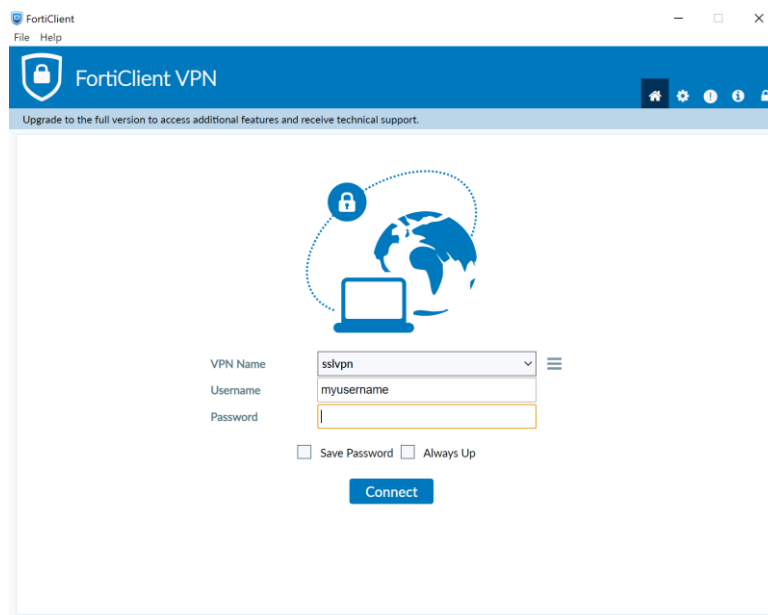 FortiClient
File Help
FortiClient VPN
Upgrade to the full version to access additional features and receive technical support.
VPN Name sslvpn
Username myusername
Password
Save Password Always Up
Connect